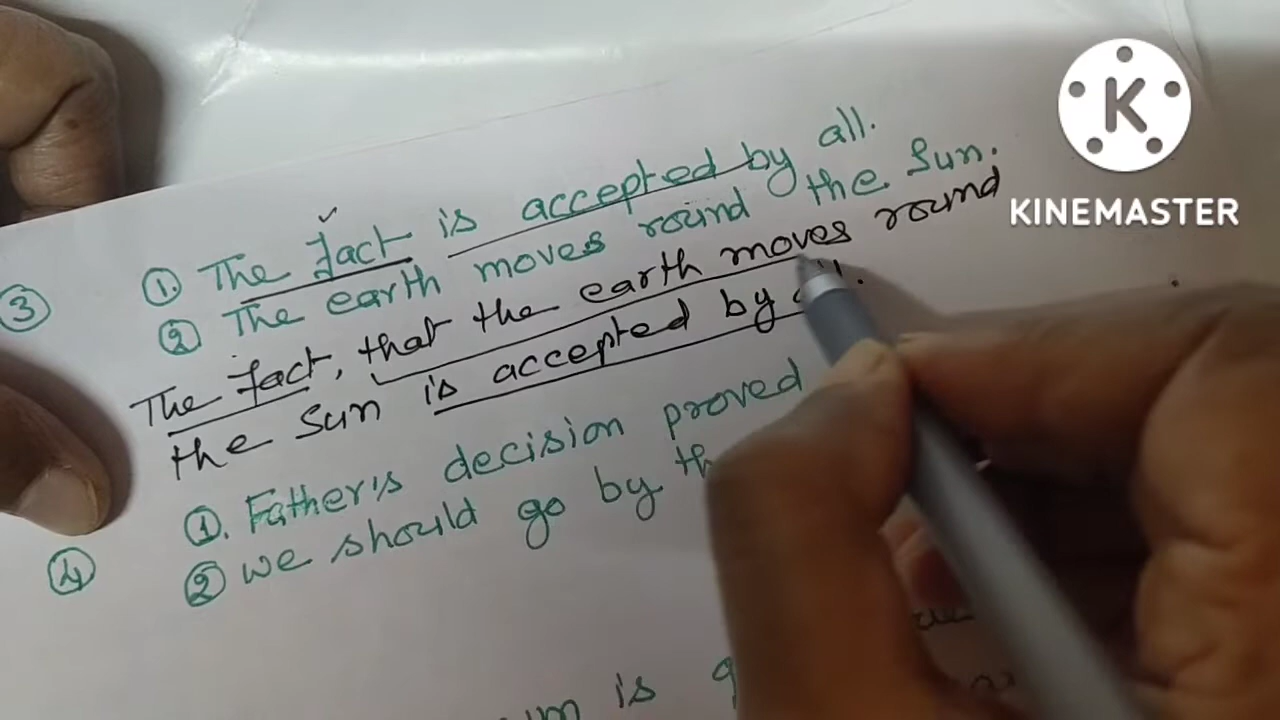 ③ ①. The fact is accepted by all.
② The earth moves round the Sun.
The fact, that the earth moves round
the Sun is accepted by all.
④ ①. Father's decision proved
② we should go by
is
K
KINEMASTER